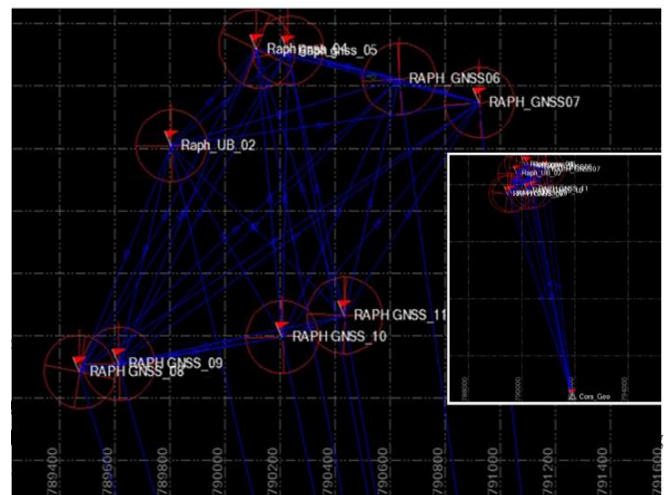 Raph_gnss_04
Raph_gnss_05
RAPH_GNSS06
RAPH_GNSS07
Raph_UB_02
RAPH GNSS_11
RAPH GNSS_10
RAPH GNSS_09
RAPH GNSS_08
Cors_Geo
789400
789600
789800
790000
790200
790400
790600
790800
791000
791200
791400
791600